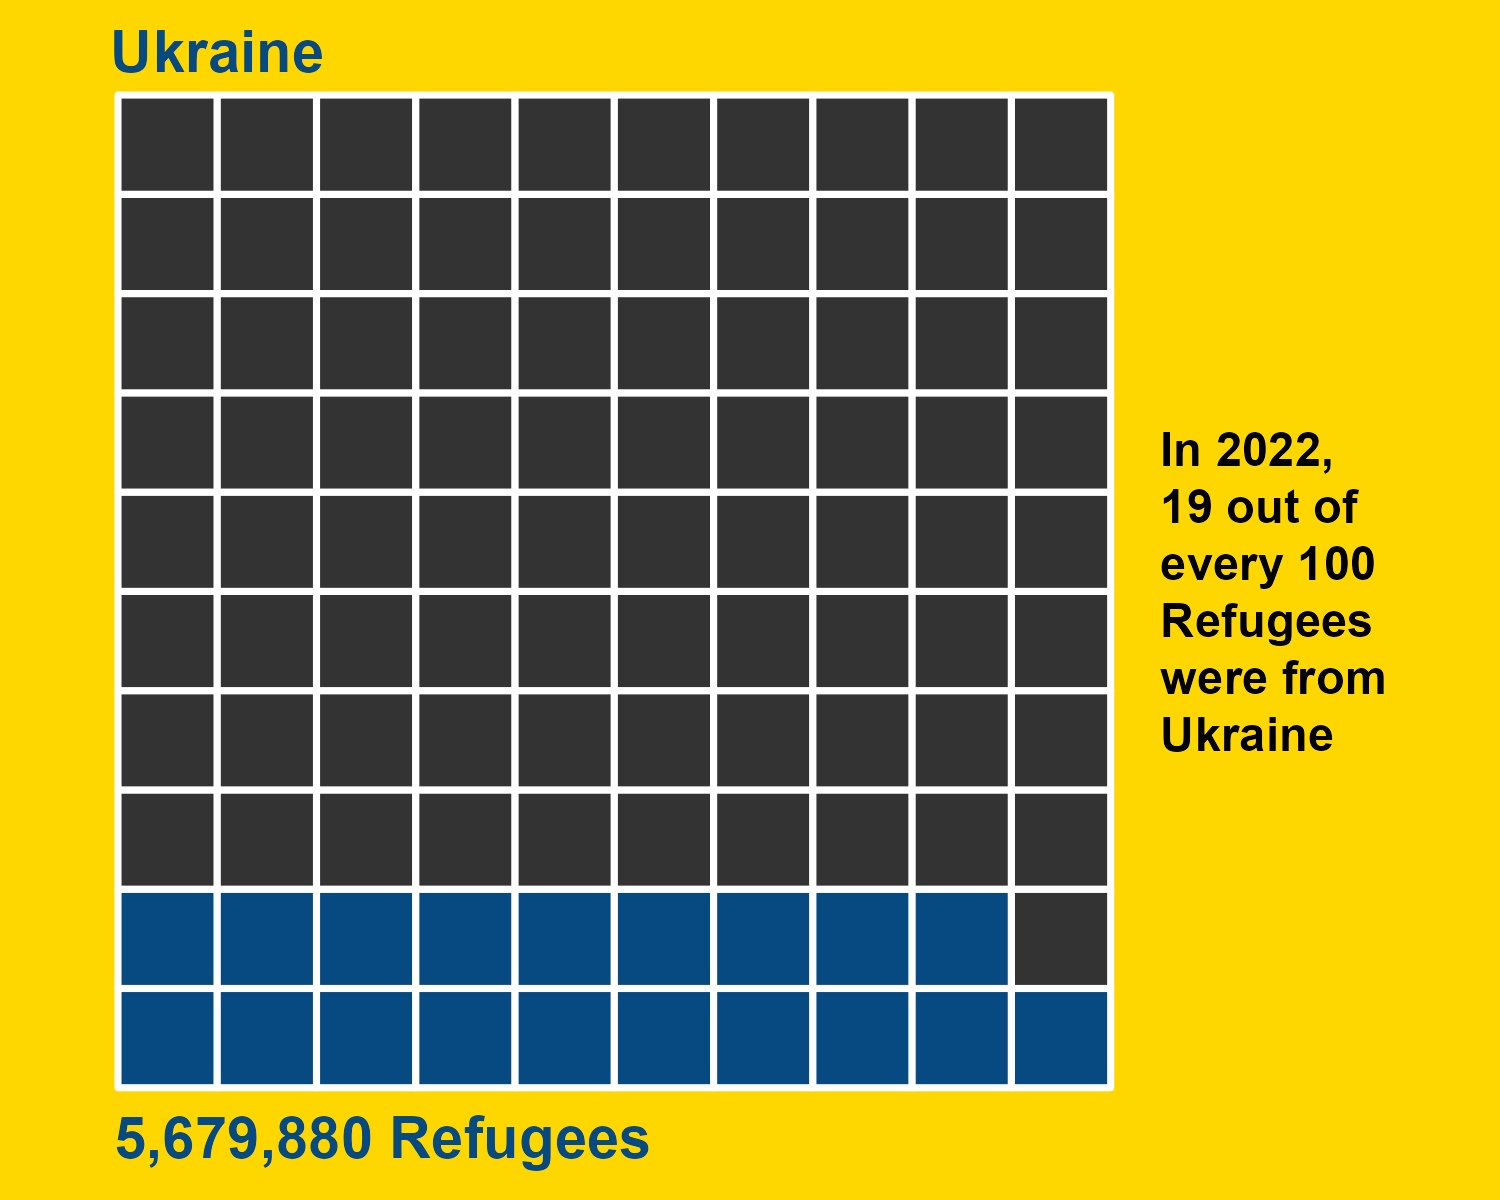 Ukraine
In 2022,
19 out of
every 100
Refugees
were from
Ukraine
5,679,880 Refugees